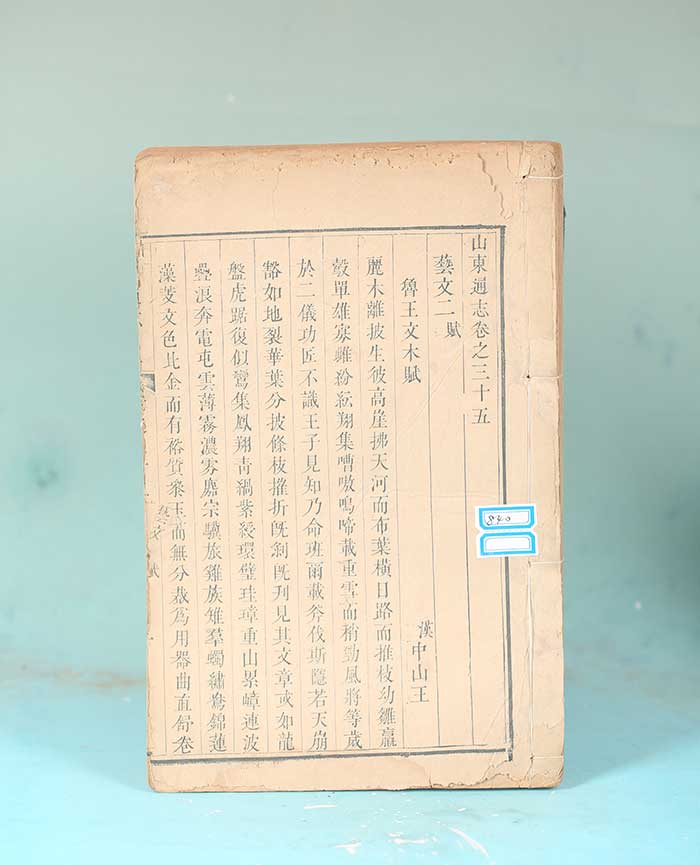 山東通志卷之三十五
藝文二 賦
魯王文木賦 漢中山王
麗木離披生彼高崖拂天河而布葉橫日路而推枝幼雛羸
鷇單雄寡雌紛紜翔集嘈嗷鳴啼載重雪而梢勁風將等歲
於二儀功匠不識王子見知乃命班爾載斧伐斯隱若天崩
豁如地裂華葉分披條枝摧折既剝既刋見其文章或如龍
盤虎踞復似鸞集鳳翔青緺紫綬環璧珪璋重山累嶂連波
疊浪奔電屯雲薄霧濃雰麚宗驥旅雞族雉羣蠋繡鴦錦蓮
藻芰文色比金而有裕質參玉而無分裁爲用器曲直舒卷
840